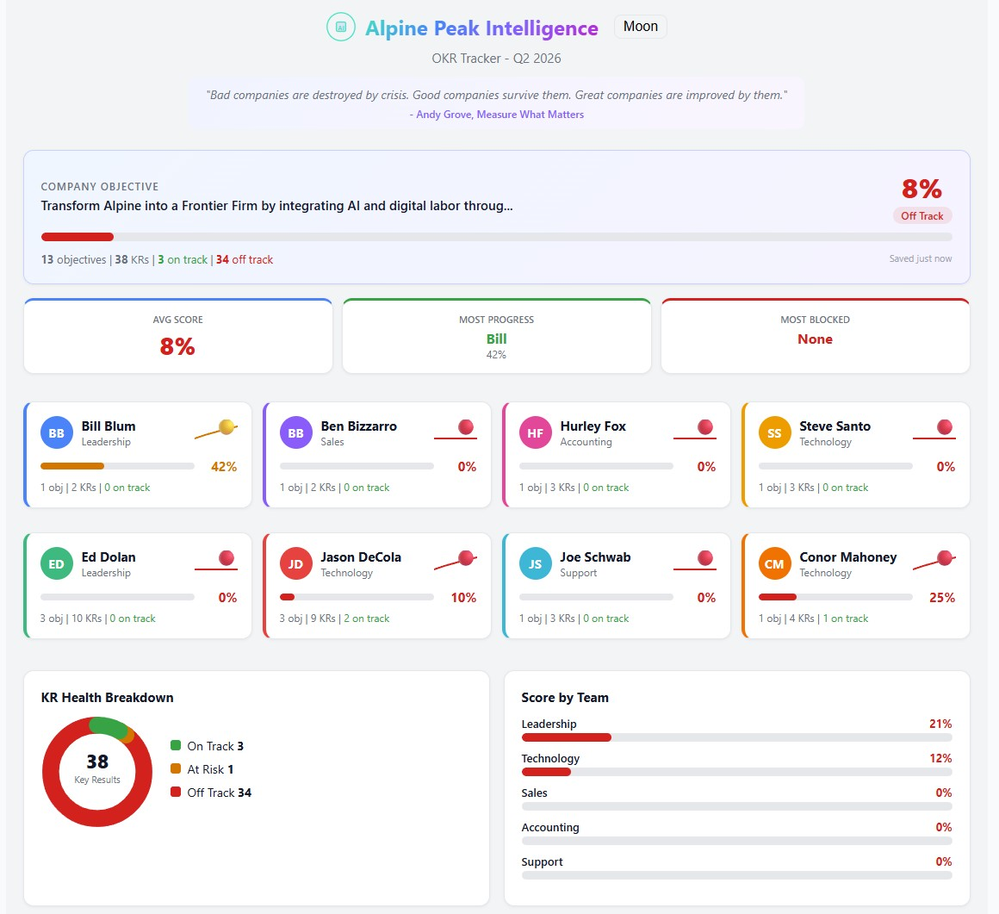 Alpine Peak Intelligence
Moon
OKR Tracker - Q2 2026
"Bad companies are destroyed by crisis. Good companies survive them. Great companies are improved by them."
- Andy Grove, Measure What Matters
COMPANY OBJECTIVE
Transform Alpine into a Frontier Firm by integrating AI and digital labor throug...
8%
Off Track
13 objectives | 38 KRs | 3 on track | 34 off track
Saved just now
AVG SCORE
8%
MOST PROGRESS
Bill
42%
MOST BLOCKED
None
BB
Bill Blum
Leadership
42%
1 obj | 2 KRs | 0 on track
BB
Ben Bizzarro
Sales
0%
1 obj | 2 KRs | 0 on track
HF
Hurley Fox
Accounting
0%
1 obj | 3 KRs | 0 on track
SS
Steve Santo
Technology
0%
1 obj | 3 KRs | 0 on track
ED
Ed Dolan
Leadership
0%
3 obj | 10 KRs | 0 on track
JD
Jason DeCola
Technology
10%
3 obj | 9 KRs | 2 on track
JS
Joe Schwab
Support
0%
1 obj | 3 KRs | 0 on track
CM
Conor Mahoney
Technology
25%
1 obj | 4 KRs | 1 on track
KR Health Breakdown
38
Key Results
On Track 3
At Risk 1
Off Track 34
Score by Team
Leadership 21%
Technology 12%
Sales 0%
Accounting 0%
Support 0%